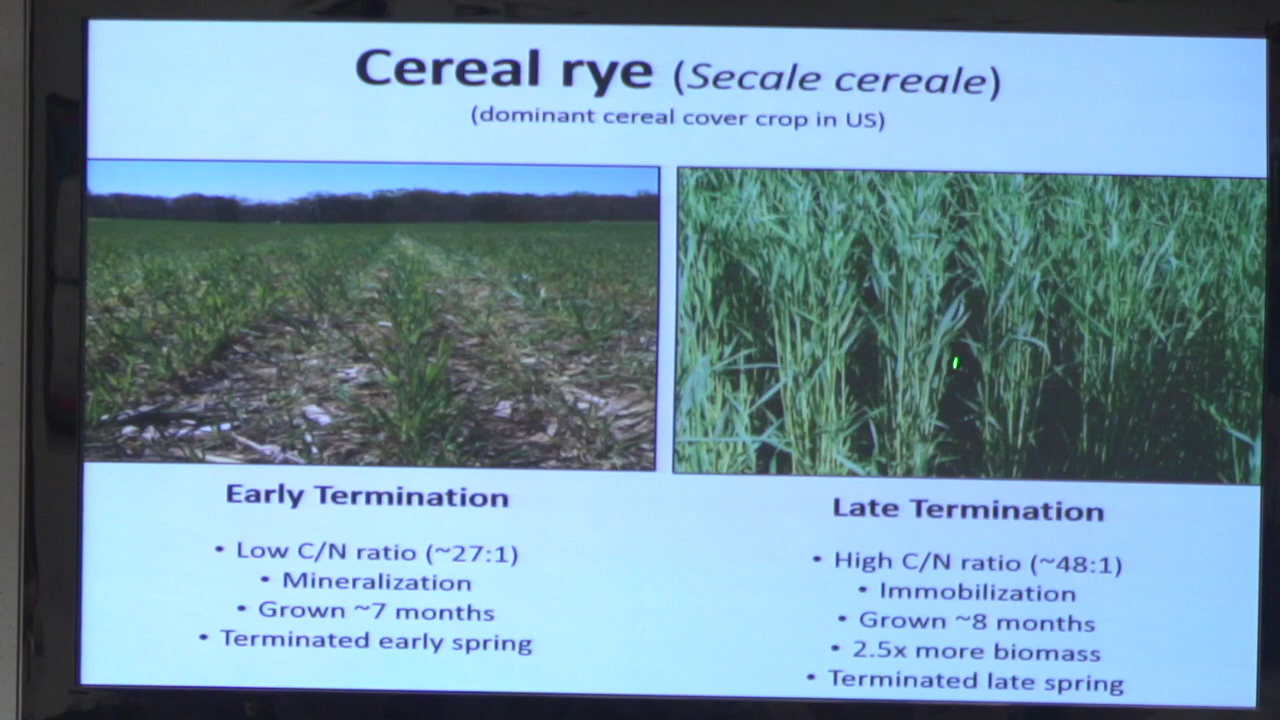 Cereal rye (Secale cereale)
(dominant cereal cover crop in US)
Early Termination
• Low C/N ratio (~27:1)
• Mineralization
• Grown ~7 months
• Terminated early spring
Late Termination
• High C/N ratio (~48:1)
• Immobilization
• Grown ~8 months
• 2.5x more biomass
• Terminated late spring